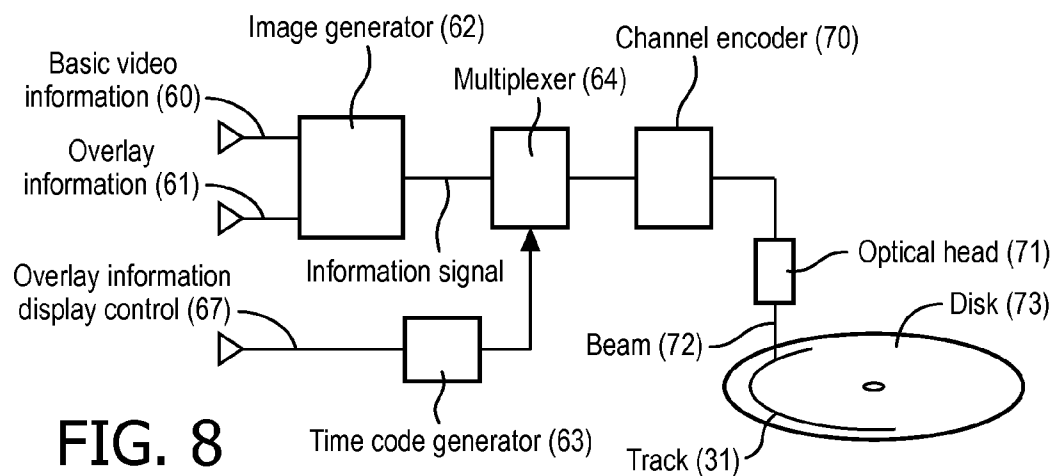 Image generator (62)
Channel encoder (70)
Basic video
information (60)
Multiplexer (64)
Overlay
information (61)
Information signal
Optical head (71)
Overlay information
display control (67)
Disk (73)
Beam (72)
Time code generator (63)
Track (31)
FIG. 8